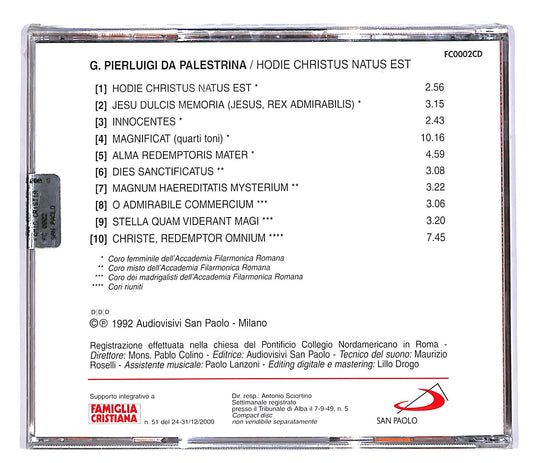 FC0002CD
G. PIERLUIGI DA PALESTRINA / HODIE CHRISTUS NATUS EST
[1] HODIE CHRISTUS NATUS EST * 2.56
[2] JESU DULCIS MEMORIA (JESUS, REX ADMIRABILIS) * 3.15
[3] INNOCENTES * 2.43
[4] MAGNIFICAT (quarti toni) * 10.16
[5] ALMA REDEMPTORIS MATER * 4.59
[6] DIES SANCTIFICATUS ** 3.08
[7] MAGNUM HAEREDITATIS MYSTERIUM ** 3.22
[8] O ADMIRABILE COMMERCIUM *** 3.06
[9] STELLA QUAM VIDERANT MAGI *** 3.20
[10] CHRISTE, REDEMPTOR OMNIUM **** 7.45
* Coro femminile dell'Accademia Filarmonica Romana
** Coro misto dell'Accademia Filarmonica Romana
*** Coro dei madrigalisti dell'Accademia Filarmonica Romana
**** Cori riuniti
DDD
©℗ 1992 Audiovisivi San Paolo - Milano
Registrazione effettuata nella chiesa del Pontificio Collegio Nordamericano in Roma -
Direttore: Mons. Pablo Colino - Editrice: Audiovisivi San Paolo - Tecnico del suono: Maurizio
Roselli - Assistente musicale: Paolo Lanzoni - Editing digitale e mastering: Lillo Drogo
Supporto integrativo a
FAMIGLIA
CRISTIANA
n. 51 del 24-31/12/2000
Dir. resp.: Antonio Sciortino
Settimanale registrato
presso il Tribunale di Alba il 7-9-49, n. 5
Compact disc
non vendibile separatamente
SAN PAOLO
FC 0002
SAN PAOLO